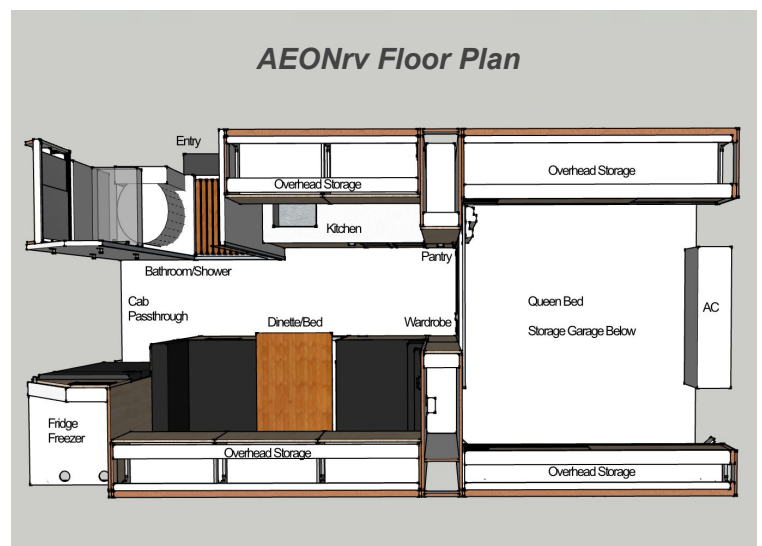 AEONrv Floor Plan
Entry
Overhead Storage
Overhead Storage
Kitchen
Pantry
Bathroom/Shower
Cab
Passthrough
Dinette/Bed
Wardrobe
Queen Bed
Storage Garage Below
AC
Fridge
Freezer
Overhead Storage
Overhead Storage